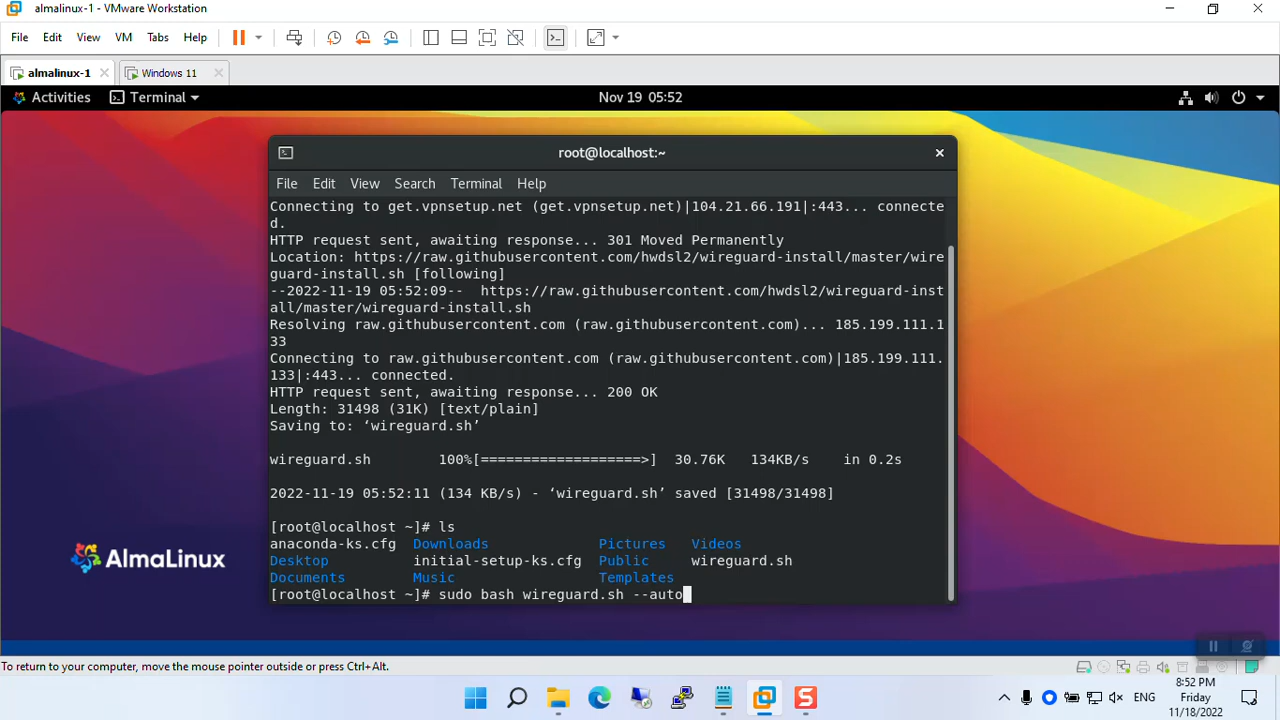 almalinux-1 - VMware Workstation
File Edit View VM Tabs Help
almalinux-1 Windows 11
Activities Terminal Nov 19 05:52
root@localhost:~
File Edit View Search Terminal Help
Connecting to get.vpnsetup.net (get.vpnsetup.net)|104.21.66.191|:443... connecte
d.
HTTP request sent, awaiting response... 301 Moved Permanently
Location: https://raw.githubusercontent.com/hwdsl2/wireguard-install/master/wire
guard-install.sh [following]
--2022-11-19 05:52:09-- https://raw.githubusercontent.com/hwdsl2/wireguard-inst
all/master/wireguard-install.sh
Resolving raw.githubusercontent.com (raw.githubusercontent.com)... 185.199.111.1
33
Connecting to raw.githubusercontent.com (raw.githubusercontent.com)|185.199.111.
133|:443... connected.
HTTP request sent, awaiting response... 200 OK
Length: 31498 (31K) [text/plain]
Saving to: ‘wireguard.sh’
wireguard.sh 100%[===================>] 30.76K 134KB/s in 0.2s
2022-11-19 05:52:11 (134 KB/s) - ‘wireguard.sh’ saved [31498/31498]
[root@localhost ~]# ls
anaconda-ks.cfg Downloads Pictures Videos
Desktop initial-setup-ks.cfg Public wireguard.sh
Documents Music Templates
[root@localhost ~]# sudo bash wireguard.sh --auto
AlmaLinux
To return to your computer, move the mouse pointer outside or press Ctrl+Alt.
ENG
8:52 PM
Friday
11/18/2022